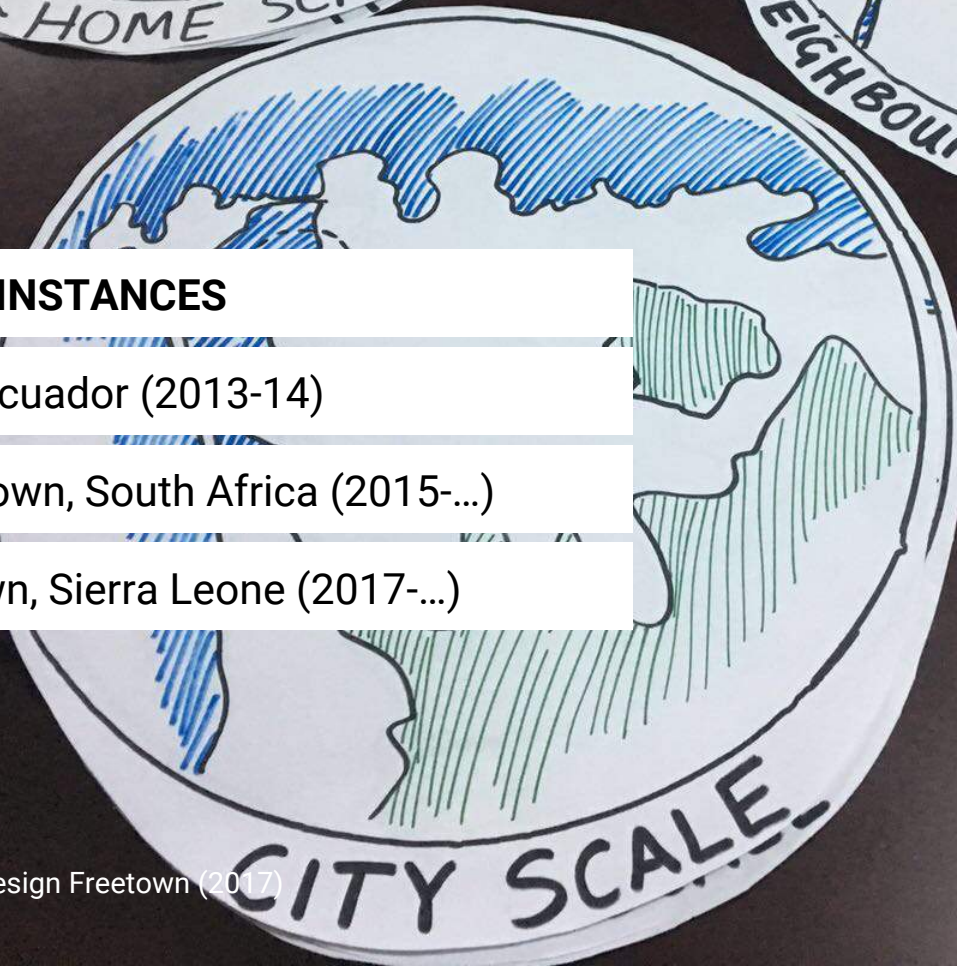 HOME SC
EIGHBOU
INSTANCES
cuador (2013-14)
own, South Africa (2015-...)
wn, Sierra Leone (2017-...)
esign Freetown (2017)
CITY SCALE